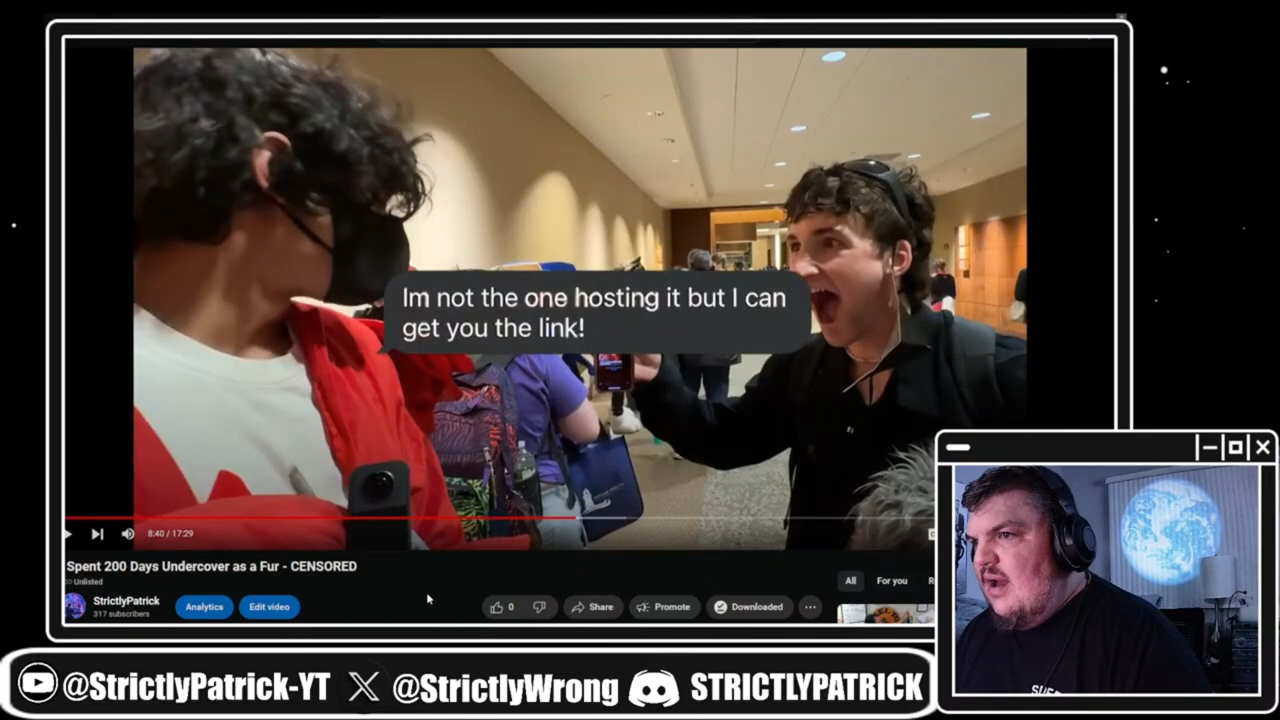 Im not the one hosting it but I can
get you the link!
8:40 / 17:29
Spent 200 Days Undercover as a Fur - CENSORED
Unlisted
All
For you
StrictlyPatrick
317 subscribers
Analytics
Edit video
0
Share
Promote
Downloaded
@StrictlyPatrick-YT
@StrictlyWrong
STRICTLYPATRICK